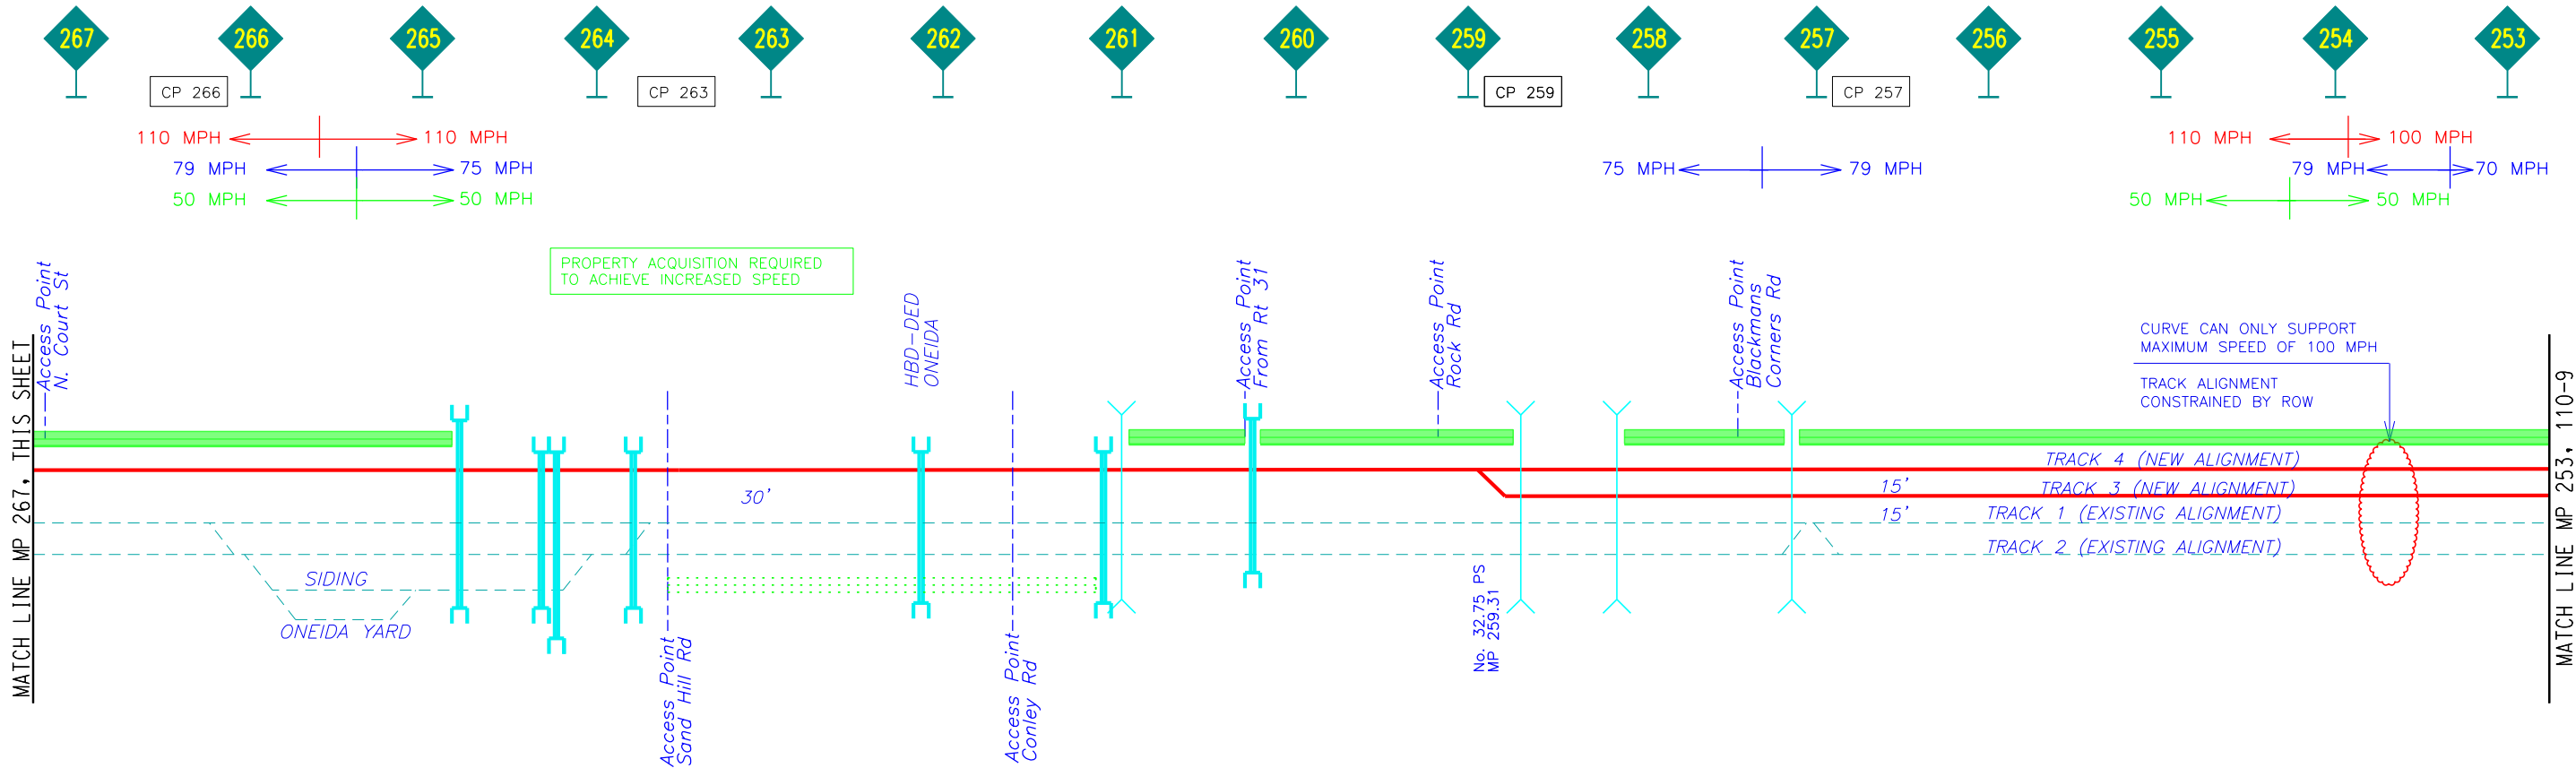 267
266
265
264
263
262
261
260
259
258
257
256
255
254
253
CP 266
CP 263
CP 259
CP 257
110 MPH
110 MPH
110 MPH
100 MPH
79 MPH
75 MPH
75 MPH
79 MPH
79 MPH
70 MPH
50 MPH
50 MPH
50 MPH
50 MPH
PROPERTY ACQUISITION REQUIRED
TO ACHIEVE INCREASED SPEED
MATCH LINE MP 267, THIS SHEET
Access Point
N. Court St
HBD-DED
ONEIDA
Access Point
From Rt 31
Access Point
Rock Rd
Access Point
Blackmans
Corners Rd
CURVE CAN ONLY SUPPORT
MAXIMUM SPEED OF 100 MPH
TRACK ALIGNMENT
CONSTRAINED BY ROW
30'
15'
15'
TRACK 4 (NEW ALIGNMENT)
TRACK 3 (NEW ALIGNMENT)
TRACK 1 (EXISTING ALIGNMENT)
TRACK 2 (EXISTING ALIGNMENT)
SIDING
ONEIDA YARD
Access Point
Sand Hill Rd
Access Point
Conley Rd
No. 32.75 PS
MP 259.31
MATCH LINE MP 253, 110-9